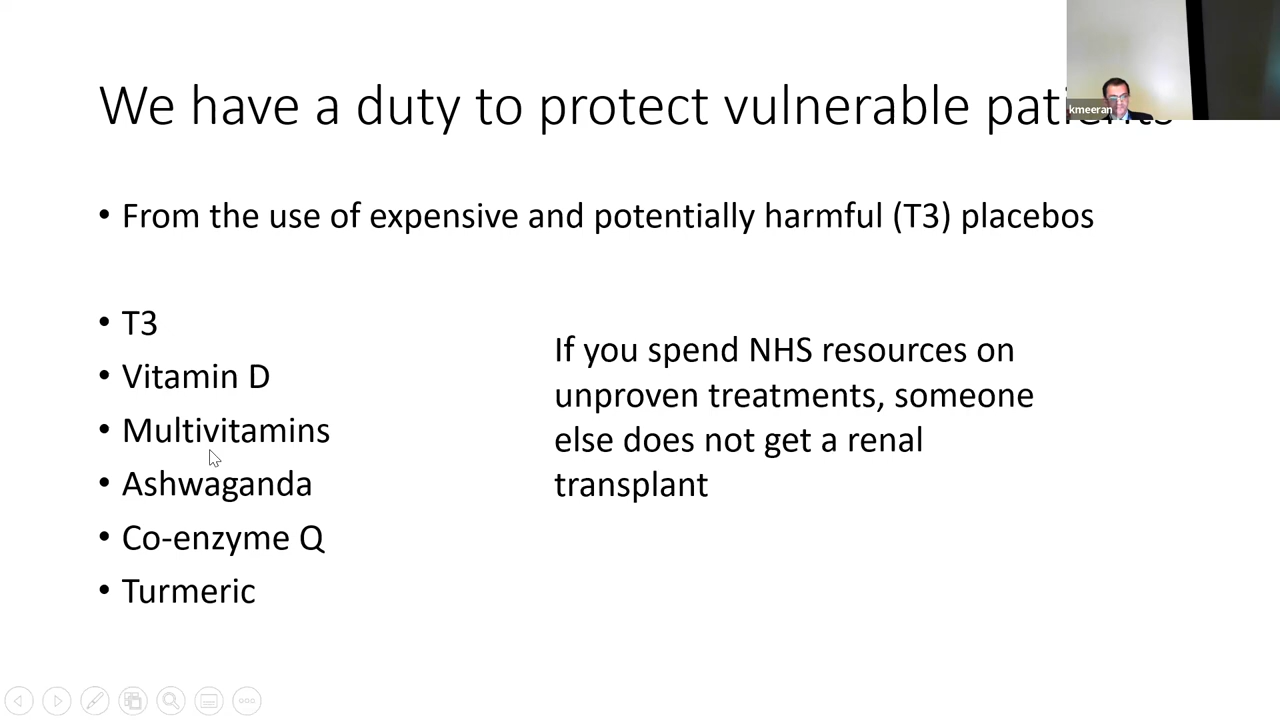 We have a duty to protect vulnerable
kmeeran
• From the use of expensive and potentially harmful (T3) placebos
• T3
• Vitamin D
• Multivitamins
• Ashwaganda
• Co-enzyme Q
• Turmeric
If you spend NHS resources on
unproven treatments, someone
else does not get a renal
transplant